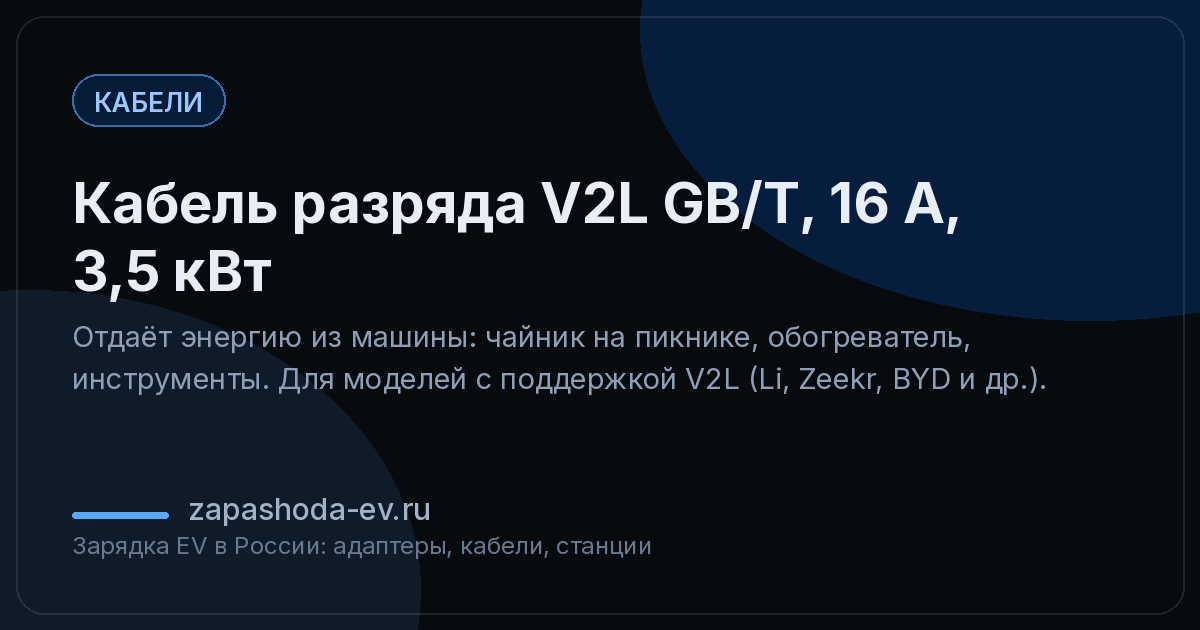 КАБЕЛИ
Кабель разряда V2L GB/T, 16 А,
3,5 кВт
Отдаёт энергию из машины: чайник на пикнике, обогреватель,
инструменты. Для моделей с поддержкой V2L (Li, Zeekr, BYD и др.).
zapashoda-ev.ru
Зарядка EV в России: адаптеры, кабели, станции